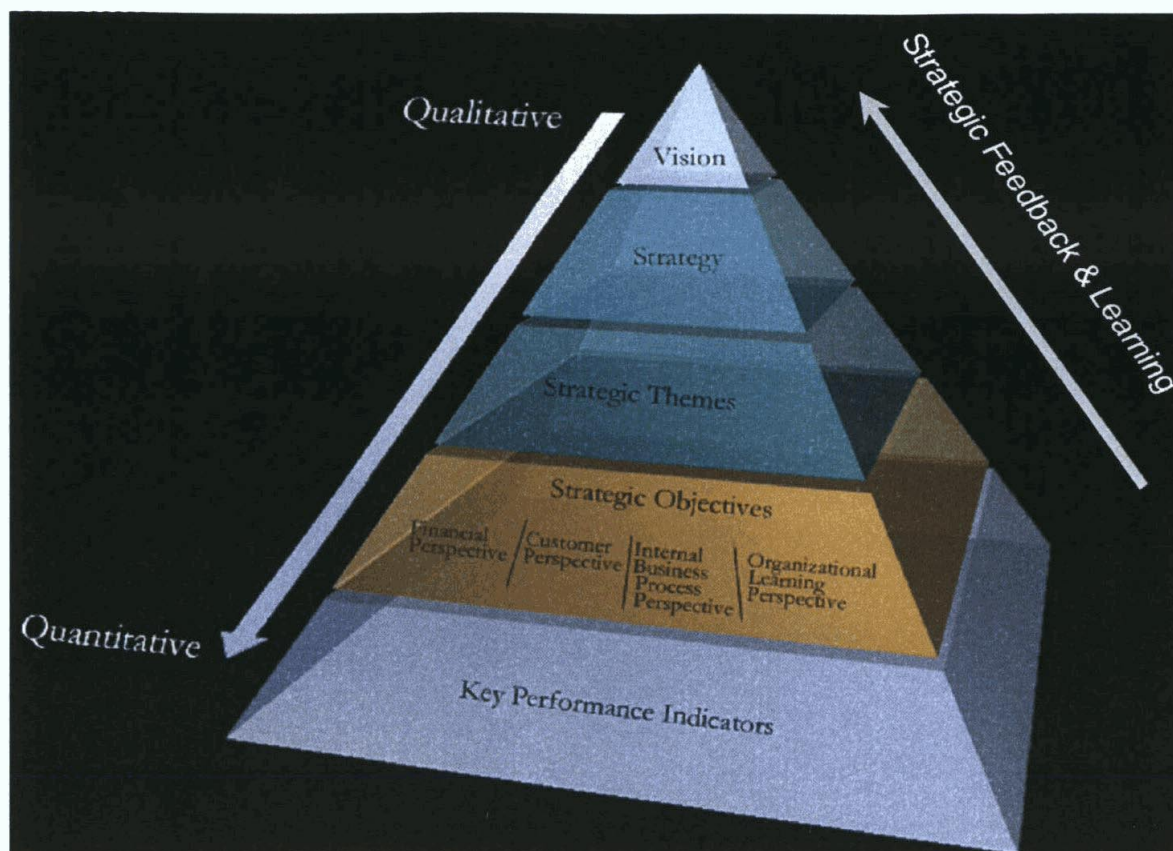 Qualitative
Strategic Feedback & Learning
Vision
Strategy
Strategic Themes
Strategic Objectives
Financial
Perspective
Customer
Perspective
Internal
Business
Process
Perspective
Organizational
Learning
Perspective
Quantitative
Key Performance Indicators